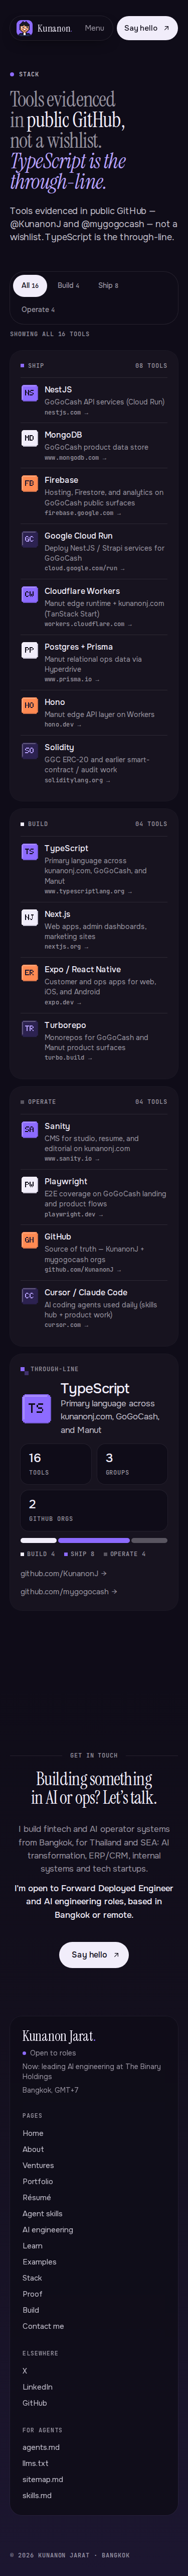 Kunanon.
Menu
Say hello ↗
STACK
Tools evidenced
in public GitHub,
not a wishlist.
TypeScript is the
through-line.
Tools evidenced in public GitHub —
@KunanonJ and @mygogocash — not a
wishlist. TypeScript is the through-line.
All 16
Build 4
Ship 8
Operate 4
SHOWING ALL 16 TOOLS
SHIP
08 TOOLS
NS
NestJS
GoGoCash API services (Cloud Run)
nestjs.com →
MD
MongoDB
GoGoCash product data store
www.mongodb.com →
FD
Firebase
Hosting, Firestore, and analytics on
GoGoCash public surfaces
firebase.google.com →
GC
Google Cloud Run
Deploy NestJS / Strapi services for
GoGoCash
cloud.google.com/run →
CW
Cloudflare Workers
Manut edge runtime + kunanonj.com
(TanStack Start)
workers.cloudflare.com →
PP
Postgres + Prisma
Manut relational ops data via
Hyperdrive
www.prisma.io →
HO
Hono
Manut edge API layer on Workers
hono.dev →
SO
Solidity
GGC ERC-20 and earlier smart-
contract / audit work
soliditylang.org →
BUILD
04 TOOLS
TS
TypeScript
Primary language across
kunanonj.com, GoGoCash, and
Manut
www.typescriptlang.org →
NJ
Next.js
Web apps, admin dashboards,
marketing sites
nextjs.org →
ER
Expo / React Native
Customer and ops apps for web,
iOS, and Android
expo.dev →
TR
Turborepo
Monorepos for GoGoCash and
Manut product surfaces
turbo.build →
OPERATE
04 TOOLS
SA
Sanity
CMS for studio, resume, and
editorial on kunanonj.com
www.sanity.io →
PW
Playwright
E2E coverage on GoGoCash landing
and product flows
playwright.dev →
GH
GitHub
Source of truth — KunanonJ +
mygogocash orgs
github.com/KunanonJ →
CC
Cursor / Claude Code
AI coding agents used daily (skills
hub + product work)
cursor.com →
THROUGH-LINE
TS
TypeScript
Primary language across
kunanonj.com, GoGoCash,
and Manut
16
TOOLS
3
GROUPS
2
GITHUB ORGS
BUILD 4
SHIP 8
OPERATE 4
github.com/KunanonJ →
github.com/mygogocash →
GET IN TOUCH
Building something
in AI or ops? Let's talk.
I build fintech and AI operator systems
from Bangkok, for Thailand and SEA: AI
transformation, ERP/CRM, internal
systems and tech startups.
I'm open to Forward Deployed Engineer
and AI engineering roles, based in
Bangkok or remote.
Say hello ↗
Kunanon Jarat.
Open to roles
Now: leading AI engineering at The Binary
Holdings
Bangkok, GMT+7
PAGES
Home
About
Ventures
Portfolio
Résumé
Agent skills
AI engineering
Learn
Examples
Stack
Proof
Build
Contact me
ELSEWHERE
X
LinkedIn
GitHub
FOR AGENTS
agents.md
llms.txt
sitemap.md
skills.md
© 2026 KUNANON JARAT · BANGKOK